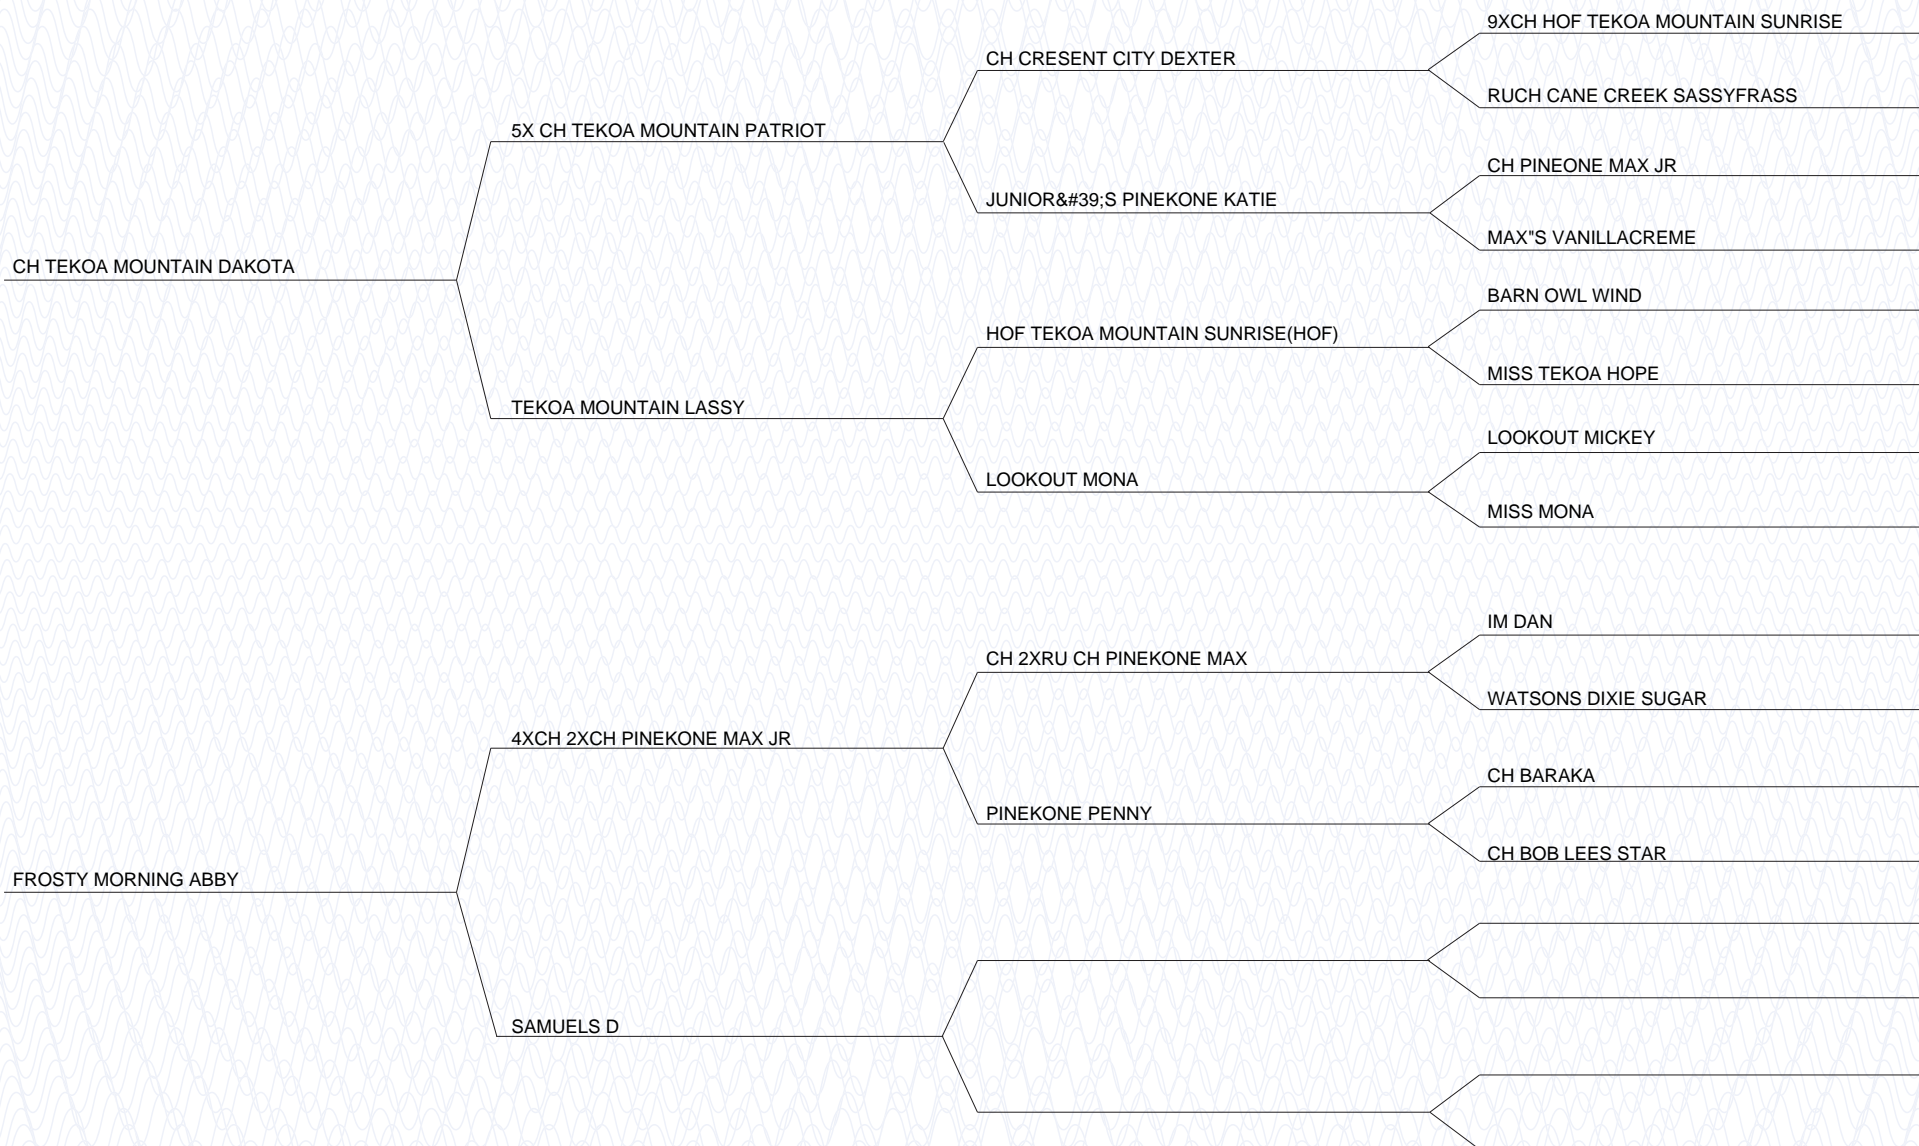 9XCH HOF TEKOA MOUNTAIN SUNRISE
CH CRESENT CITY DEXTER
RUCH CANE CREEK SASSYFRASS
5X CH TEKOA MOUNTAIN PATRIOT
CH PINEONE MAX JR
JUNIOR&#39;S PINEKONE KATIE
MAX"S VANILLACREME
CH TEKOA MOUNTAIN DAKOTA
BARN OWL WIND
HOF TEKOA MOUNTAIN SUNRISE(HOF)
MISS TEKOA HOPE
TEKOA MOUNTAIN LASSY
LOOKOUT MICKEY
LOOKOUT MONA
MISS MONA
IM DAN
CH 2XRU CH PINEKONE MAX
WATSONS DIXIE SUGAR
4XCH 2XCH PINEKONE MAX JR
CH BARAKA
PINEKONE PENNY
CH BOB LEES STAR
FROSTY MORNING ABBY
SAMUELS D